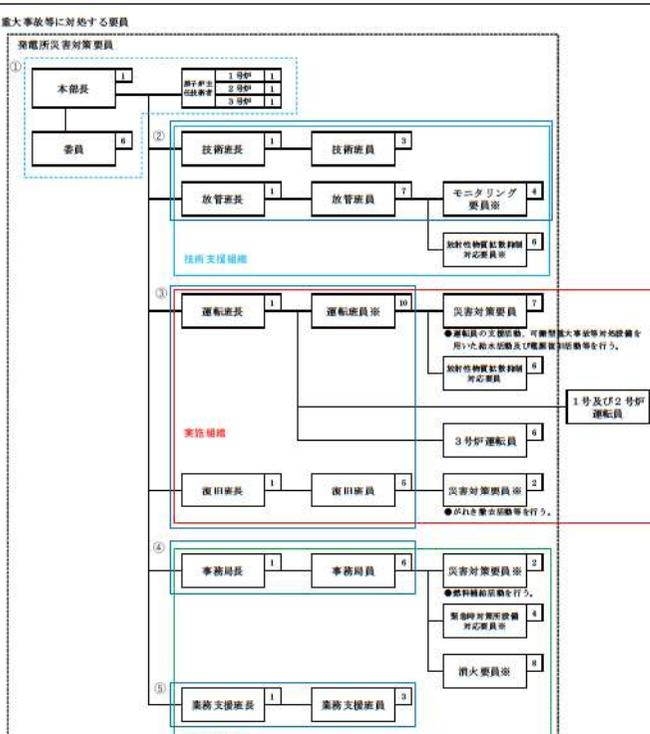 重大事故等に対処する要員
発電所災害対策要員
①
本部長 1
原子炉主
任技術者
1号炉 1
2号炉 1
3号炉 1
委員 6
②
技術班長 1
技術班員 3
放管班長 1
放管班員 7
モニタリング
要員※ 4
放射性物質拡散抑制
対応要員※ 6
技術支援組織
③
運転班長 1
運転班員※ 10
災害対策要員 7
●運転員の支援活動、可搬型重大事故等対処設備を
用いた給水活動及び電源復旧活動等を行う。
放射性物質拡散抑制
対応要員 6
1号及び2号炉
運転員
3号炉運転員 6
実施組織
復旧班長 1
復旧班員 5
災害対策要員※ 2
●がれき撤去活動等を行う。
④
事務局長 1
事務局員 6
災害対策要員※ 2
●燃料補給活動を行う。
緊急時対策所設備
対応要員※ 4
消火要員※ 8
⑤
業務支援班長 1
業務支援班員 3